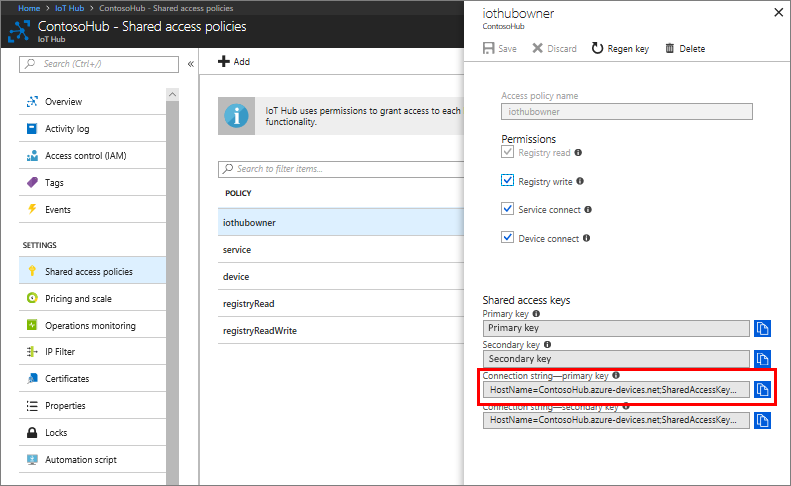 Home > IoT Hub > ContosoHub - Shared access policies
ContosoHub - Shared access policies
IoT Hub
Search (Ctrl+/)
«
Overview
Activity log
Access control (IAM)
Tags
Events
SETTINGS
Shared access policies
Pricing and scale
Operations monitoring
IP Filter
Certificates
Properties
Locks
Automation script
Add
IoT Hub uses permissions to grant access to each
functionality.
Search to filter items...
POLICY
iothubowner
service
device
registryRead
registryReadWrite
iothubowner
ContosoHub
Save
Discard
Regen key
Delete
Access policy name
iothubowner
Permissions
Registry read
Registry write
Service connect
Device connect
Shared access keys
Primary key
Primary key
Secondary key
Secondary key
Connection string—primary key
HostName=ContosoHub.azure-devices.net;SharedAccessKey...
Connection string—secondary key
HostName=ContosoHub.azure-devices.net;SharedAccessKey...